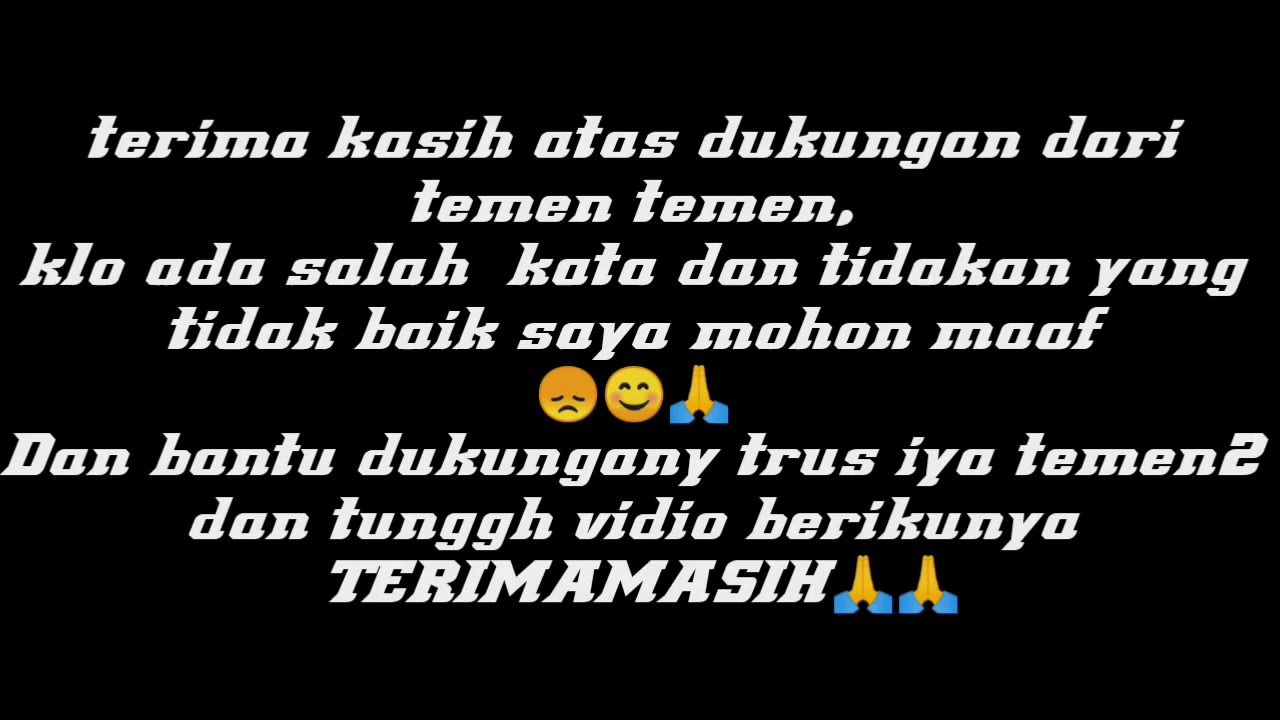 terima kasih atas dukungan dari
temen temen,
klo ada salah kata dan tidakan yang
tidak baik saya mohon maaf
😞😊🙏
Dan bantu dukungany trus iya temen2
dan tunggh vidio berikunya
TERIMAMASIH🙏🙏